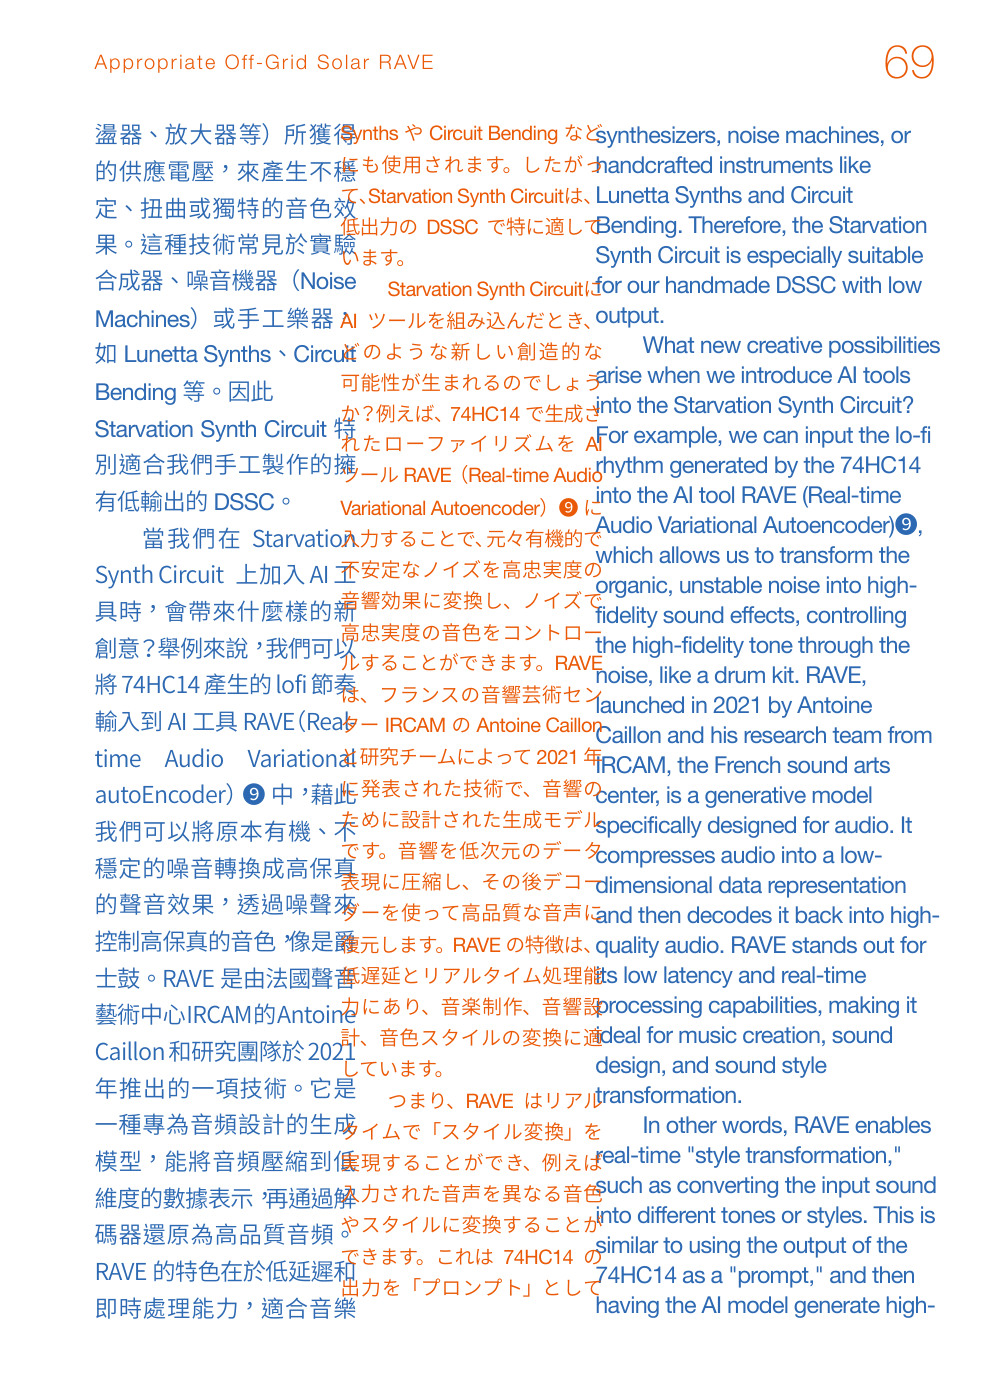 Appropriate Off-Grid Solar RAVE
69
盪器、放大器等）所獲得
的供應電壓，來產生不穩
定、扭曲或獨特的音色效
果。這種技術常見於實驗
合成器、噪音機器（Noise
Machines）或手工樂器，
如 Lunetta Synths、Circuit
Bending 等。因此
Starvation Synth Circuit 特
別適合我們手工製作的擁
有低輸出的 DSSC。
當我們在 Starvation
Synth Circuit 上加入 AI 工
具時，會帶來什麼樣的新
創意？舉例來說，我們可以
將 74HC14 產生的 lofi 節奏
輸入到 AI 工具 RAVE（Real-
time Audio Variational
autoEncoder）❾ 中，藉此
我們可以將原本有機、不
穩定的噪音轉換成高保真
的聲音效果，透過噪聲來
控制高保真的音色，像是爵
士鼓。RAVE 是由法國聲音
藝術中心IRCAM的Antoine
Caillon 和研究團隊於 2021
年推出的一項技術。它是
一種專為音頻設計的生成
模型，能將音頻壓縮到低
維度的數據表示，再通過解
碼器還原為高品質音頻。
RAVE 的特色在於低延遲和
即時處理能力，適合音樂
Synths や Circuit Bending など
にも使用されます。したがっ
て、Starvation Synth Circuitは、
低出力の DSSC で特に適して
います。
Starvation Synth Circuitに
AI ツールを組み込んだとき、
どのような新しい創造的な
可能性が生まれるのでしょう
か？例えば、74HC14 で生成さ
れたローファイリズムを AI
ツール RAVE（Real-time Audio
Variational Autoencoder）❾ に
入力することで、元々有機的で
不安定なノイズを高忠実度の
音響効果に変換し、ノイズで
高忠実度の音色をコントロー
ルすることができます。RAVE
は、フランスの音響芸術セン
ター IRCAM の Antoine Caillon
と研究チームによって 2021 年
に発表された技術で、音響の
ために設計された生成モデル
です。音響を低次元のデータ
表現に圧縮し、その後デコー
ダーを使って高品質な音声に
復元します。RAVE の特徴は、
低遅延とリアルタイム処理能
力にあり、音楽制作、音響設
計、音色スタイルの変換に適
しています。
つまり、RAVE はリアル
タイムで「スタイル変換」を
実現することができ、例えば
入力された音声を異なる音色
やスタイルに変換することが
できます。これは 74HC14 の
出力を「プロンプト」として
synthesizers, noise machines, or
handcrafted instruments like
Lunetta Synths and Circuit
Bending. Therefore, the Starvation
Synth Circuit is especially suitable
for our handmade DSSC with low
output.
What new creative possibilities
arise when we introduce AI tools
into the Starvation Synth Circuit?
For example, we can input the lo-fi
rhythm generated by the 74HC14
into the AI tool RAVE (Real-time
Audio Variational Autoencoder)❾,
which allows us to transform the
organic, unstable noise into high-
fidelity sound effects, controlling
the high-fidelity tone through the
noise, like a drum kit. RAVE,
launched in 2021 by Antoine
Caillon and his research team from
IRCAM, the French sound arts
center, is a generative model
specifically designed for audio. It
compresses audio into a low-
dimensional data representation
and then decodes it back into high-
quality audio. RAVE stands out for
its low latency and real-time
processing capabilities, making it
ideal for music creation, sound
design, and sound style
transformation.
In other words, RAVE enables
real-time "style transformation,"
such as converting the input sound
into different tones or styles. This is
similar to using the output of the
74HC14 as a "prompt," and then
having the AI model generate high-